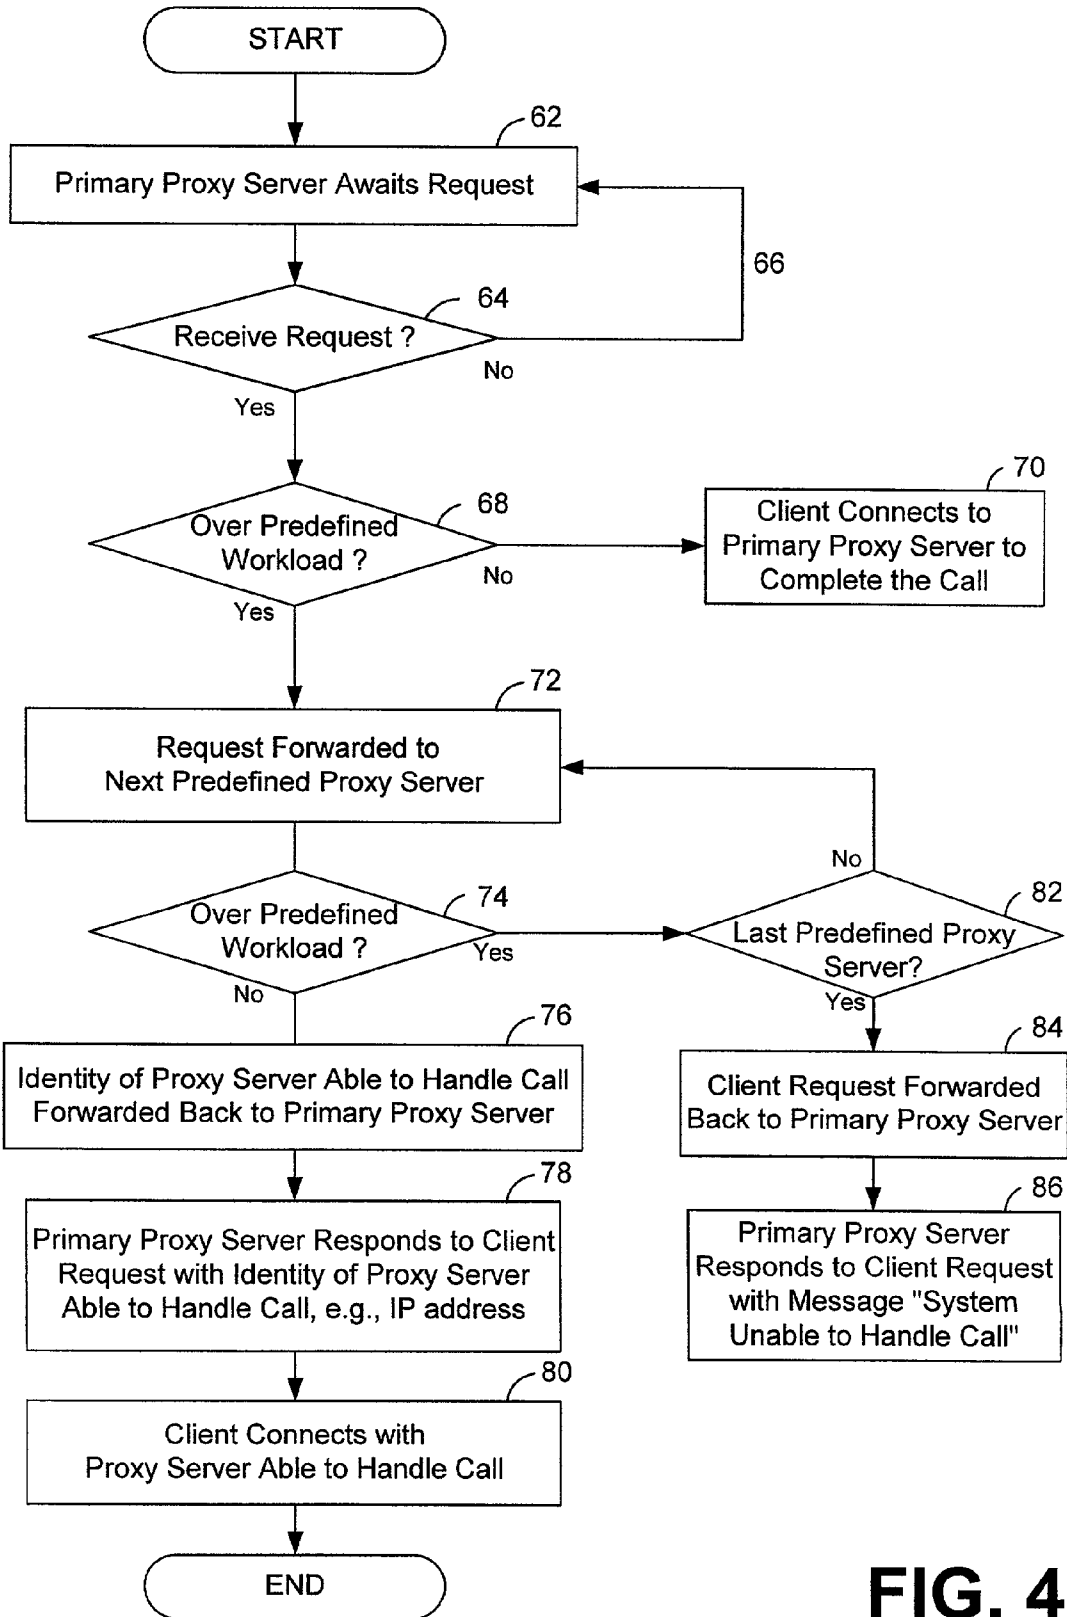 START
62
Primary Proxy Server Awaits Request
66
64
Receive Request ?
No
Yes
70
68
Over Predefined
Workload ?
No
Yes
Client Connects to
Primary Proxy Server to
Complete the Call
72
Request Forwarded to
Next Predefined Proxy Server
No
74
Over Predefined
Workload ?
Yes
No
82
Last Predefined Proxy
Server?
Yes
76
Identity of Proxy Server Able to Handle Call
Forwarded Back to Primary Proxy Server
84
Client Request Forwarded
Back to Primary Proxy Server
78
Primary Proxy Server Responds to Client
Request with Identity of Proxy Server
Able to Handle Call, e.g., IP address
86
Primary Proxy Server
Responds to Client Request
with Message "System
Unable to Handle Call"
80
Client Connects with
Proxy Server Able to Handle Call
END
FIG. 4